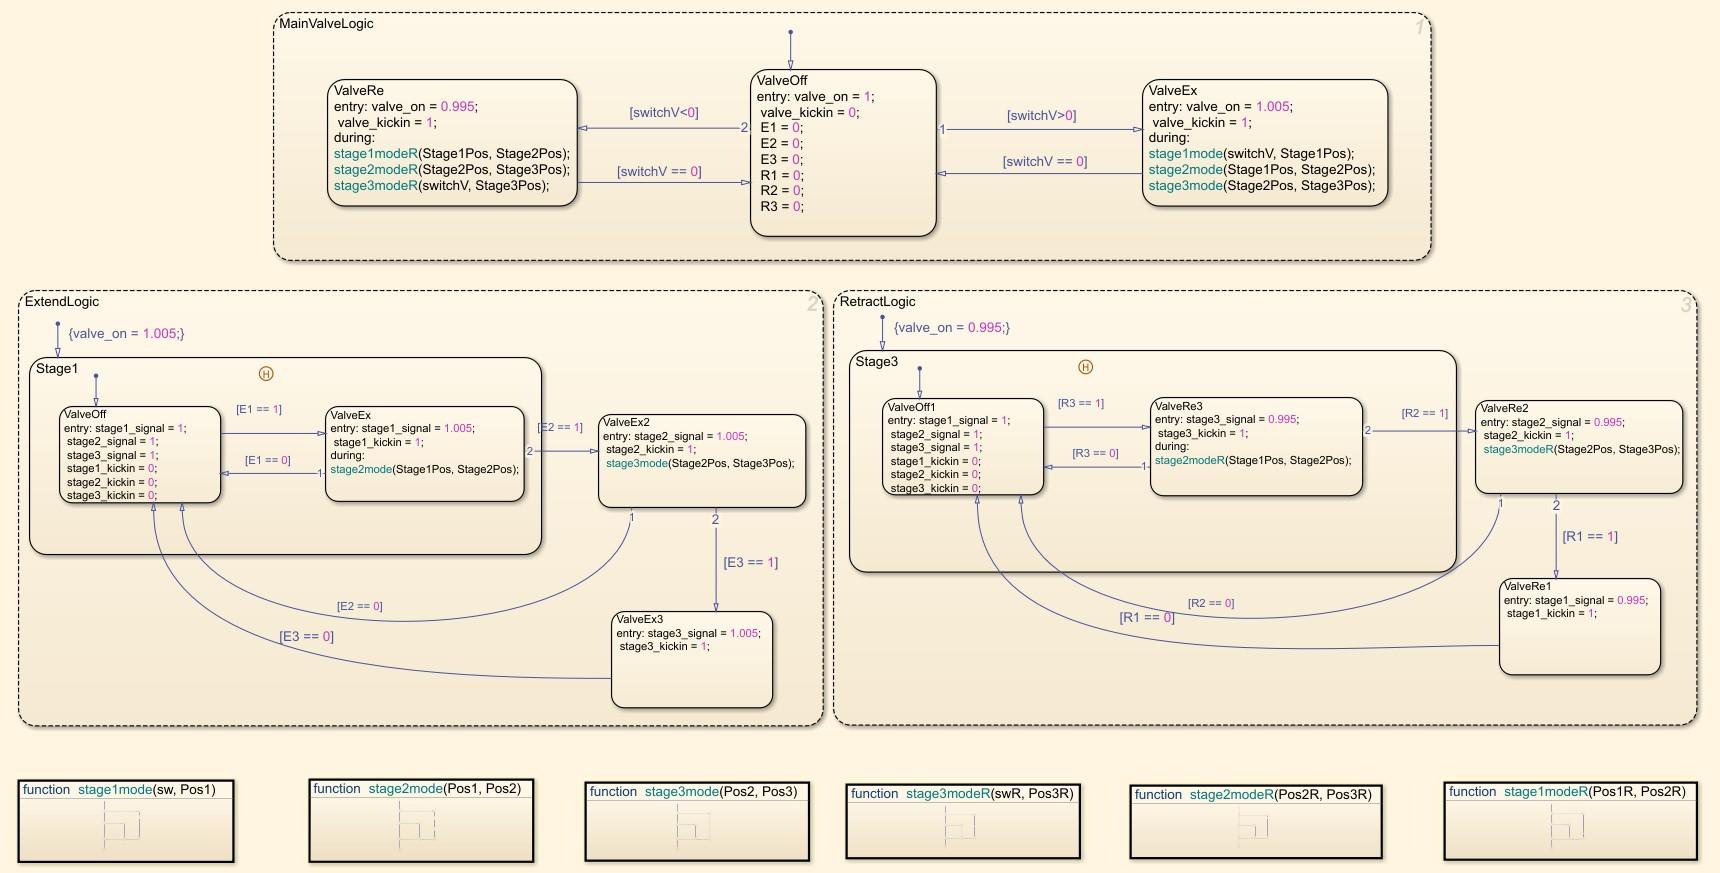 MainValveLogic
1
ValveRe
entry: valve_on = 0.995;
valve_kickin = 1;
during:
stage1modeR(Stage1Pos, Stage2Pos);
stage2modeR(Stage2Pos, Stage3Pos);
stage3modeR(switchV, Stage3Pos);
[switchV<0]
2
[switchV == 0]
ValveOff
entry: valve_on = 1;
valve_kickin = 0;
E1 = 0;
E2 = 0;
E3 = 0;
R1 = 0;
R2 = 0;
R3 = 0;
1
[switchV>0]
[switchV == 0]
ValveEx
entry: valve_on = 1.005;
valve_kickin = 1;
during:
stage1mode(switchV, Stage1Pos);
stage2mode(Stage1Pos, Stage2Pos);
stage3mode(Stage2Pos, Stage3Pos);
ExtendLogic
2
{valve_on = 1.005;}
Stage1
H
ValveOff
entry: stage1_signal = 1;
stage2_signal = 1;
stage3_signal = 1;
stage1_kickin = 0;
stage2_kickin = 0;
stage3_kickin = 0;
[E1 == 1]
[E1 == 0]
1
ValveEx
entry: stage1_signal = 1.005;
stage1_kickin = 1;
during:
stage2mode(Stage1Pos, Stage2Pos);
[E2 == 1]
2
ValveEx2
entry: stage2_signal = 1.005;
stage2_kickin = 1;
stage3mode(Stage2Pos, Stage3Pos);
1
2
[E3 == 1]
[E2 == 0]
[E3 == 0]
ValveEx3
entry: stage3_signal = 1.005;
stage3_kickin = 1;
RetractLogic
3
{valve_on = 0.995;}
Stage3
H
ValveOff1
entry: stage1_signal = 1;
stage2_signal = 1;
stage3_signal = 1;
stage1_kickin = 0;
stage2_kickin = 0;
stage3_kickin = 0;
[R3 == 1]
[R3 == 0]
1
ValveRe3
entry: stage3_signal = 0.995;
stage3_kickin = 1;
during:
stage2modeR(Stage1Pos, Stage2Pos);
2
[R2 == 1]
ValveRe2
entry: stage2_signal = 0.995;
stage2_kickin = 1;
stage3modeR(Stage2Pos, Stage3Pos);
1
2
[R1 == 1]
[R2 == 0]
[R1 == 0]
ValveRe1
entry: stage1_signal = 0.995;
stage1_kickin = 1;
function stage1mode(sw, Pos1)
function stage2mode(Pos1, Pos2)
function stage3mode(Pos2, Pos3)
function stage3modeR(swR, Pos3R)
function stage2modeR(Pos2R, Pos3R)
function stage1modeR(Pos1R, Pos2R)